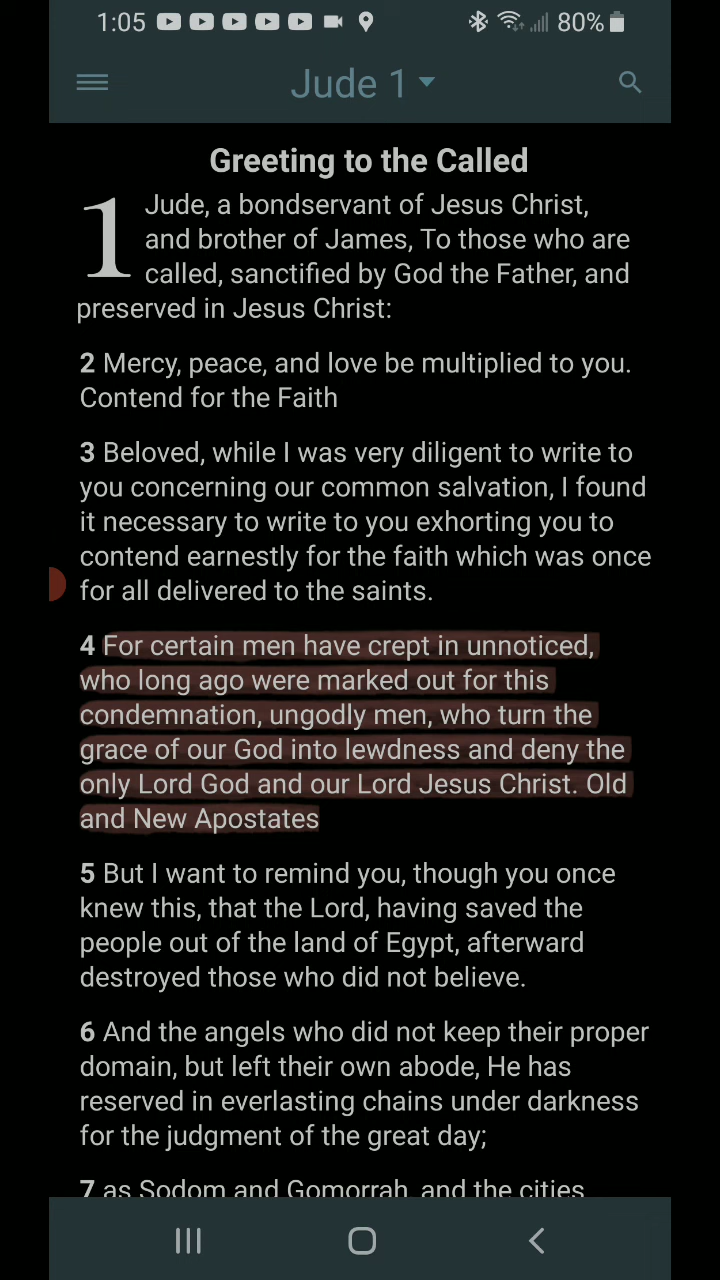 1:05 80%
Jude 1
Greeting to the Called
1 Jude, a bondservant of Jesus Christ,
and brother of James, To those who are
called, sanctified by God the Father, and
preserved in Jesus Christ:
2 Mercy, peace, and love be multiplied to you.
Contend for the Faith
3 Beloved, while I was very diligent to write to
you concerning our common salvation, I found
it necessary to write to you exhorting you to
contend earnestly for the faith which was once
for all delivered to the saints.
4 For certain men have crept in unnoticed,
who long ago were marked out for this
condemnation, ungodly men, who turn the
grace of our God into lewdness and deny the
only Lord God and our Lord Jesus Christ. Old
and New Apostates
5 But I want to remind you, though you once
knew this, that the Lord, having saved the
people out of the land of Egypt, afterward
destroyed those who did not believe.
6 And the angels who did not keep their proper
domain, but left their own abode, He has
reserved in everlasting chains under darkness
for the judgment of the great day;
7 as Sodom and Gomorrah, and the cities